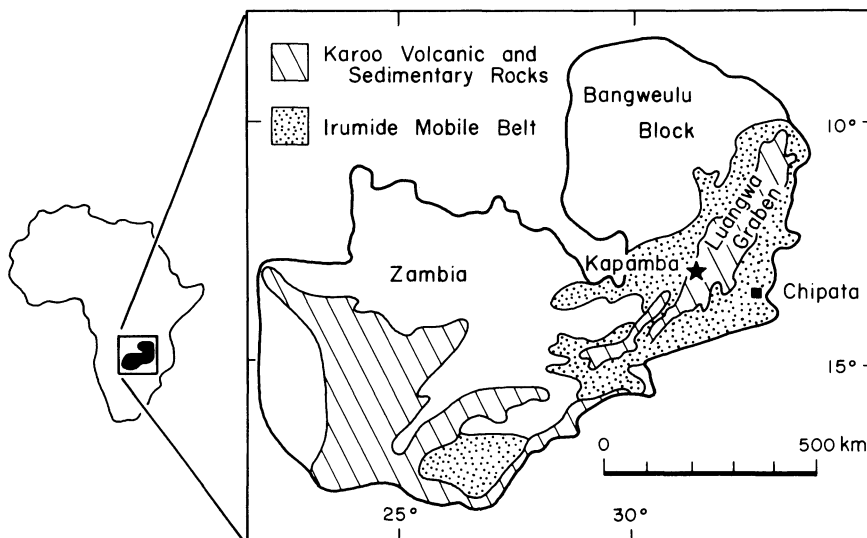 Karoo Volcanic and
Sedimentary Rocks
Irumide Mobile Belt
Bangweulu
Block
10°
Luangwa
Graben
Zambia
Kapamba
Chipata
15°
0
500 km
25°
30°